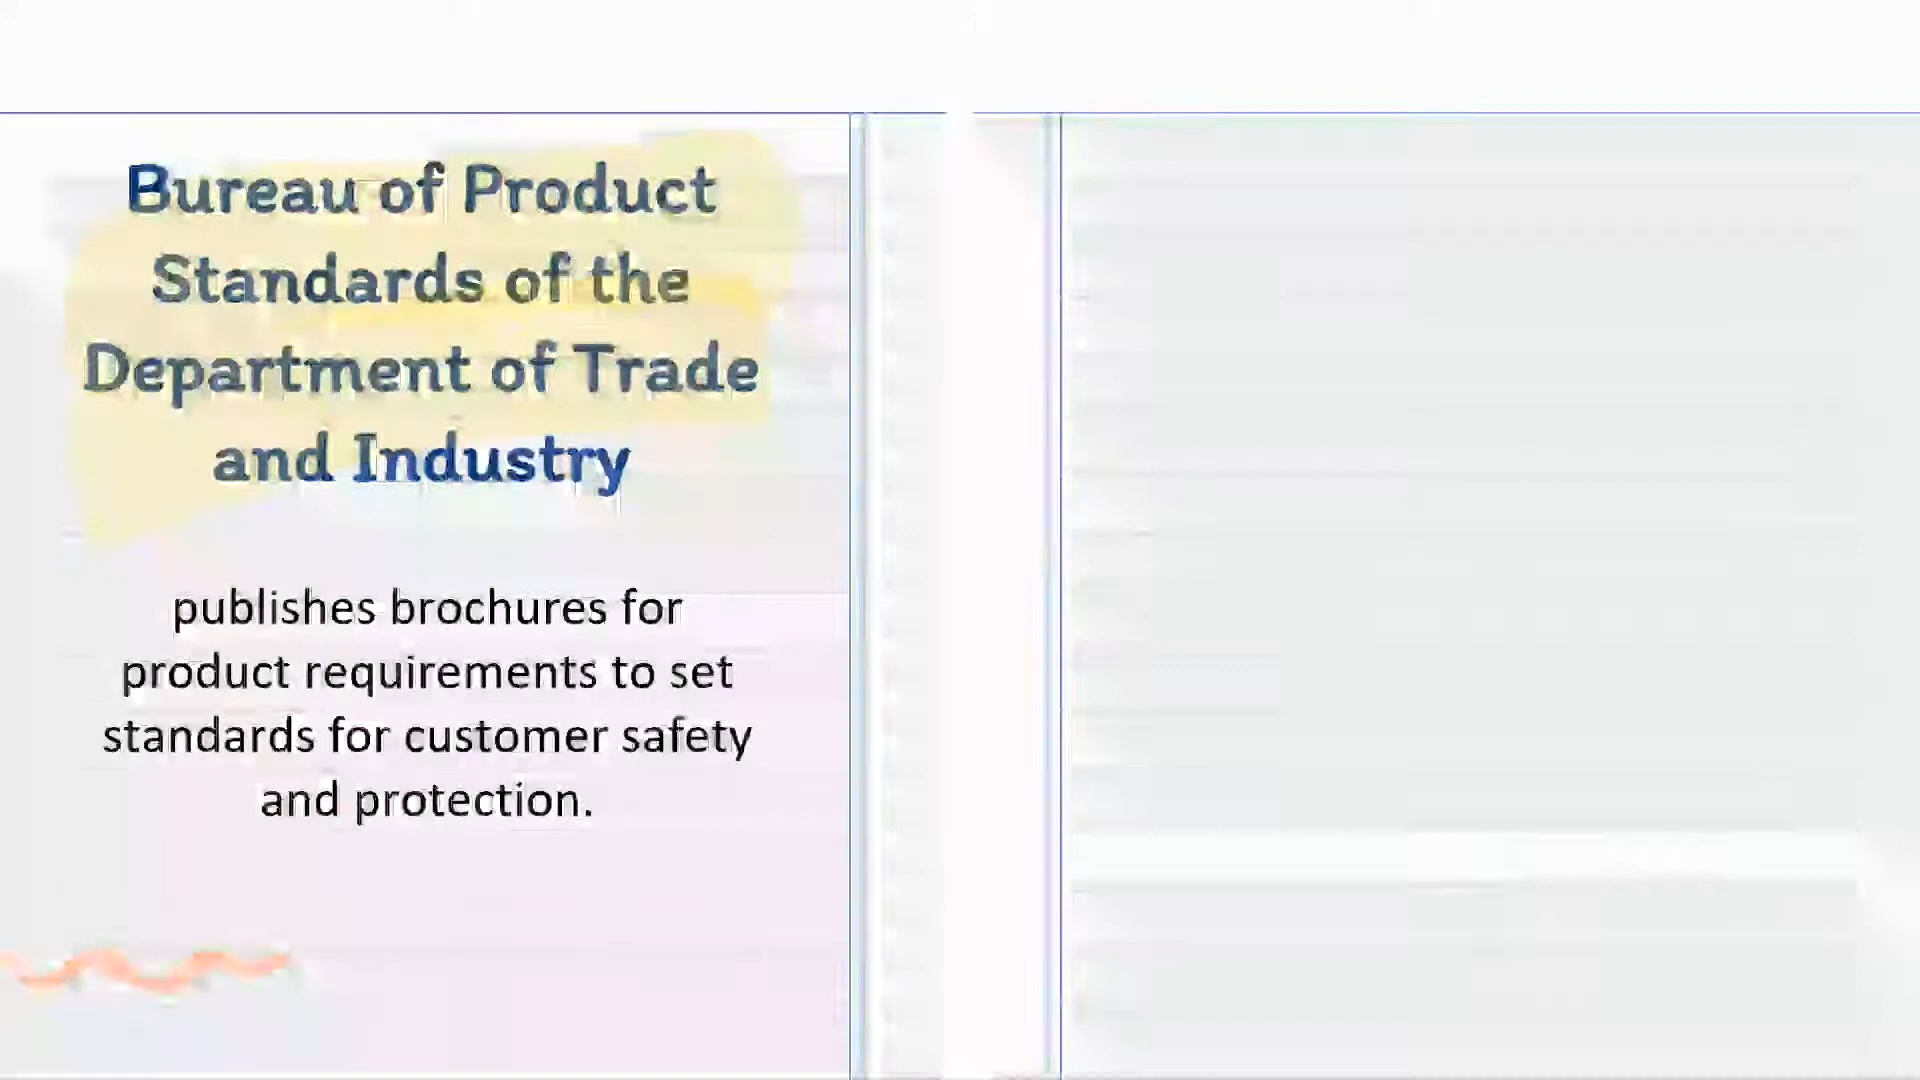 Bureau of Product
Standards of the
Department of Trade
and Industry
publishes brochures for
product requirements to set
standards for customer safety
and protection.